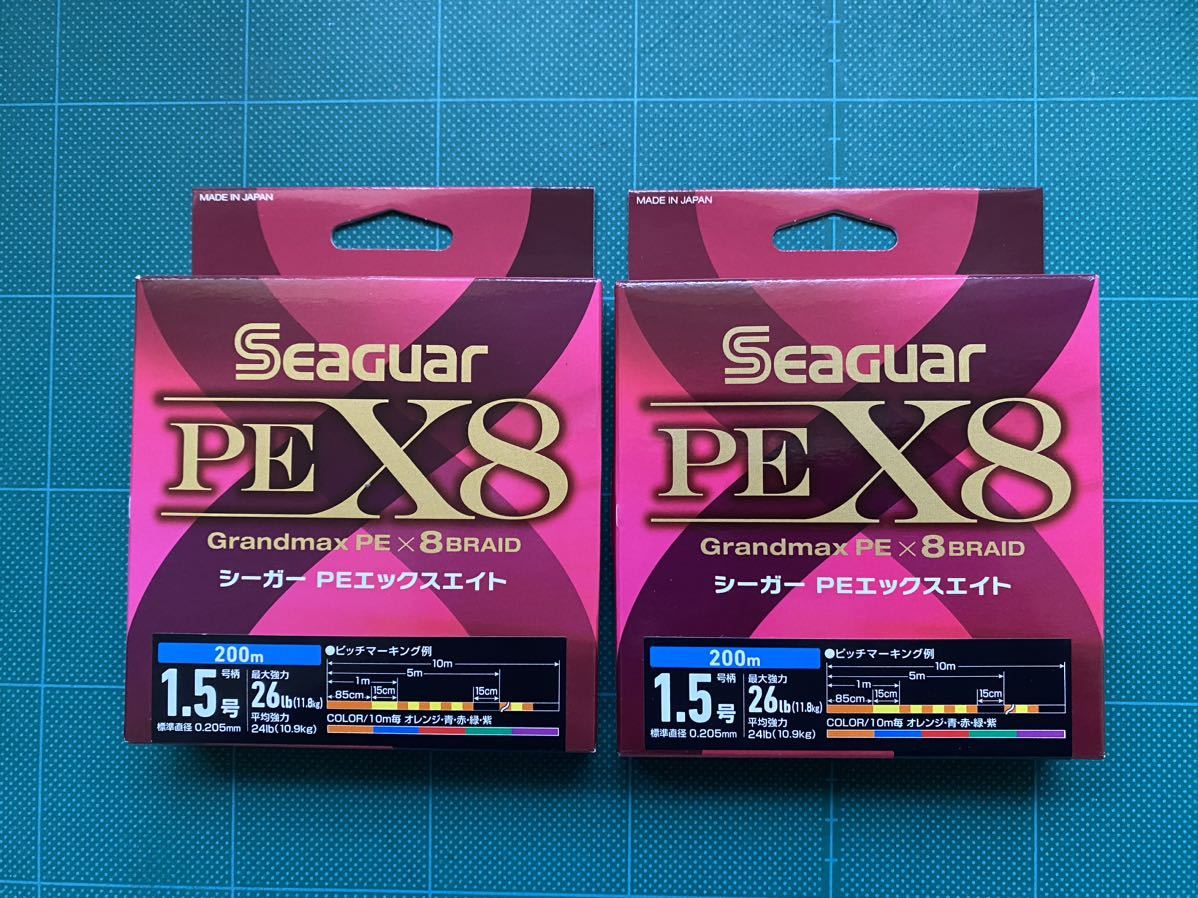 MADE IN JAPAN
Seaguar
PE X8
Grandmax PE×8BRAID
シーガー PEエックスエイト
200m
1.5号
号柄
標準直径 0.205mm
最大強力
26lb(11.8kg)
平均強力
24lb(10.9kg)
●ピッチマーキング例
10m
5m
1m
85cm
15cm
15cm
COLOR/10m毎 オレンジ・青・赤・緑・紫
MADE IN JAPAN
Seaguar
PE X8
Grandmax PE×8BRAID
シーガー PEエックスエイト
200m
1.5号
号柄
標準直径 0.205mm
最大強力
26lb(11.8kg)
平均強力
24lb(10.9kg)
●ピッチマーキング例
10m
5m
1m
85cm
15cm
15cm
COLOR/10m毎 オレンジ・青・赤・緑・紫